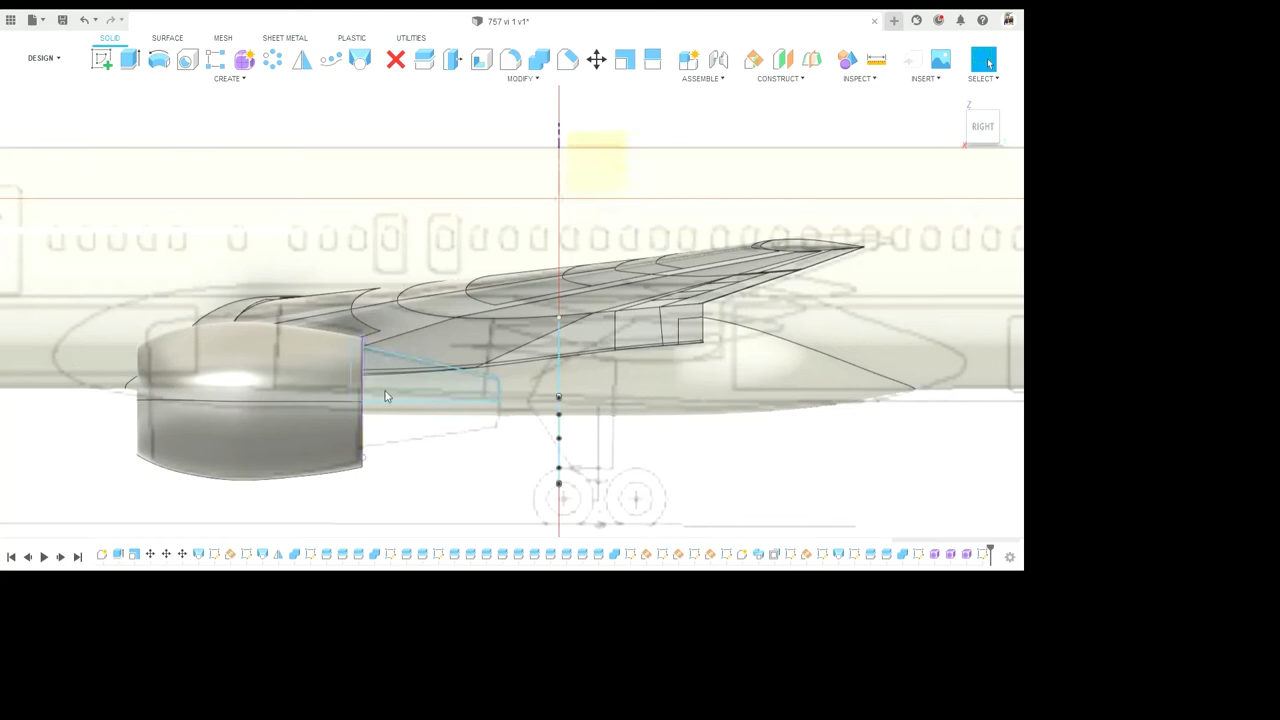 757 vi 1 v1*
SOLID SURFACE MESH SHEET METAL PLASTIC UTILITIES
DESIGN
CREATE MODIFY ASSEMBLE CONSTRUCT INSPECT INSERT SELECT
Z
RIGHT
X